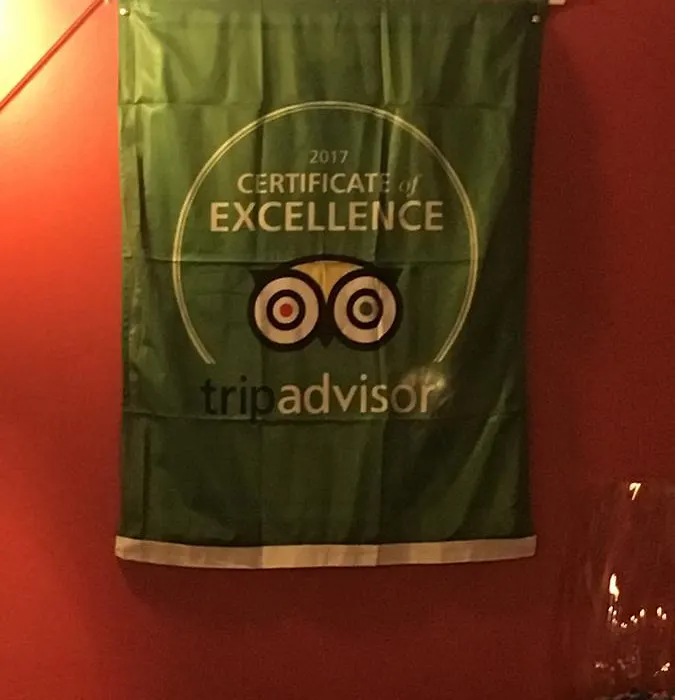 2017
CERTIFICATE of
EXCELLENCE
tripadvisor